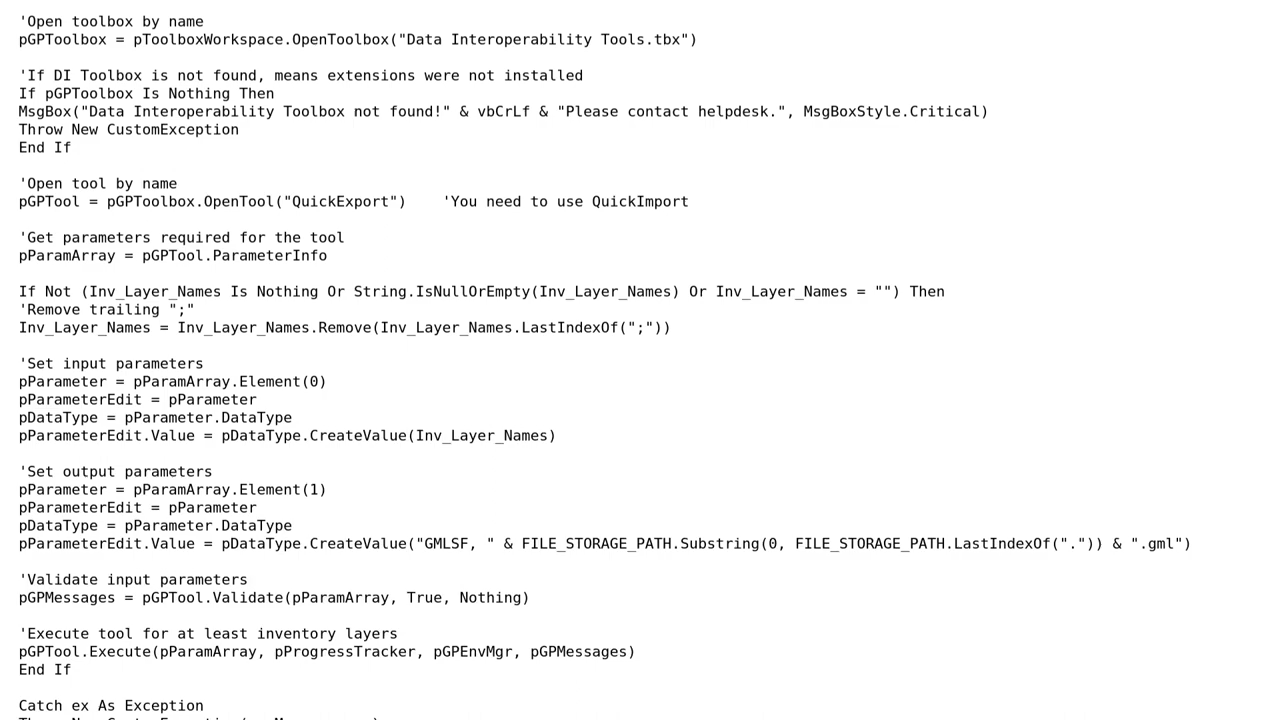 'Open toolbox by name
pGPToolbox = pToolboxWorkspace.OpenToolbox("Data Interoperability Tools.tbx")
'If DI Toolbox is not found, means extensions were not installed
If pGPToolbox Is Nothing Then
MsgBox("Data Interoperability Toolbox not found!" & vbCrLf & "Please contact helpdesk.", MsgBoxStyle.Critical)
Throw New CustomException
End If
'Open tool by name
pGPTool = pGPToolbox.OpenTool("QuickExport")    'You need to use QuickImport
'Get parameters required for the tool
pParamArray = pGPTool.ParameterInfo
If Not (Inv_Layer_Names Is Nothing Or String.IsNullOrEmpty(Inv_Layer_Names) Or Inv_Layer_Names = "") Then
'Remove trailing ";"
Inv_Layer_Names = Inv_Layer_Names.Remove(Inv_Layer_Names.LastIndexOf(";"))
'Set input parameters
pParameter = pParamArray.Element(0)
pParameterEdit = pParameter
pDataType = pParameter.DataType
pParameterEdit.Value = pDataType.CreateValue(Inv_Layer_Names)
'Set output parameters
pParameter = pParamArray.Element(1)
pParameterEdit = pParameter
pDataType = pParameter.DataType
pParameterEdit.Value = pDataType.CreateValue("GMLSF, " & FILE_STORAGE_PATH.Substring(0, FILE_STORAGE_PATH.LastIndexOf(".")) & ".gml")
'Validate input parameters
pGPMessages = pGPTool.Validate(pParamArray, True, Nothing)
'Execute tool for at least inventory layers
pGPTool.Execute(pParamArray, pProgressTracker, pGPEnvMgr, pGPMessages)
End If
Catch ex As Exception